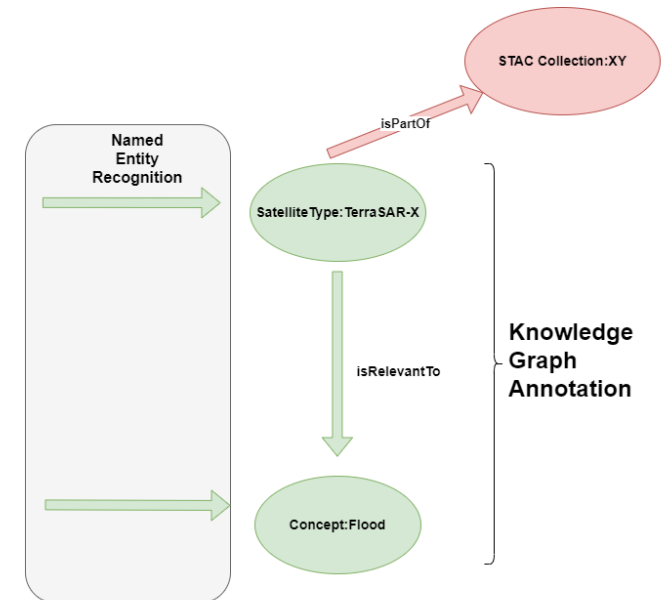 STAC Collection:XY
isPartOf
Named
Entity
Recognition
SatelliteType:TerraSAR-X
Knowledge
Graph
Annotation
isRelevantTo
Concept:Flood